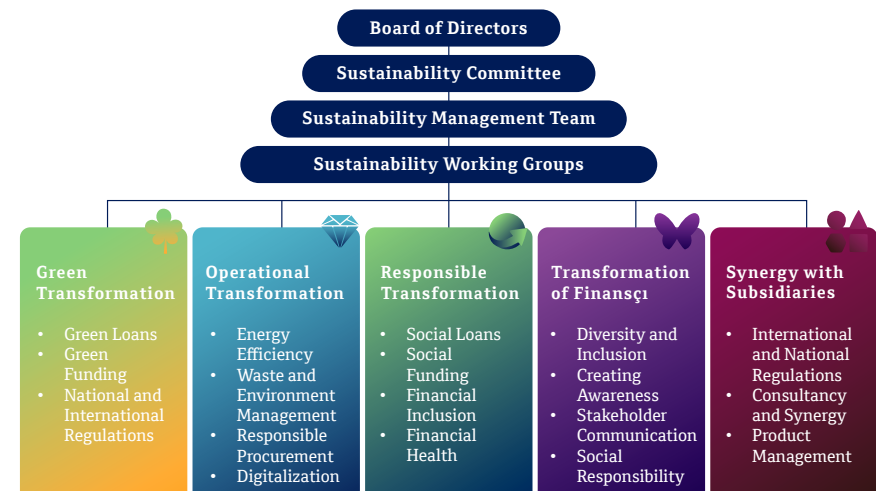 Board of Directors
Sustainability Committee
Sustainability Management Team
Sustainability Working Groups
Green
Transformation
• Green Loans
• Green
Funding
• National and
International
Regulations
Operational
Transformation
• Energy
Efficiency
• Waste and
Environment
Management
• Responsible
Procurement
• Digitalization
Responsible
Transformation
• Social Loans
• Social
Funding
• Financial
Inclusion
• Financial
Health
Transformation
of Finansçı
• Diversity and
Inclusion
• Creating
Awareness
• Stakeholder
Communication
• Social
Responsibility
Synergy with
Subsidiaries
• International
and National
Regulations
• Consultancy
and Synergy
• Product
Management